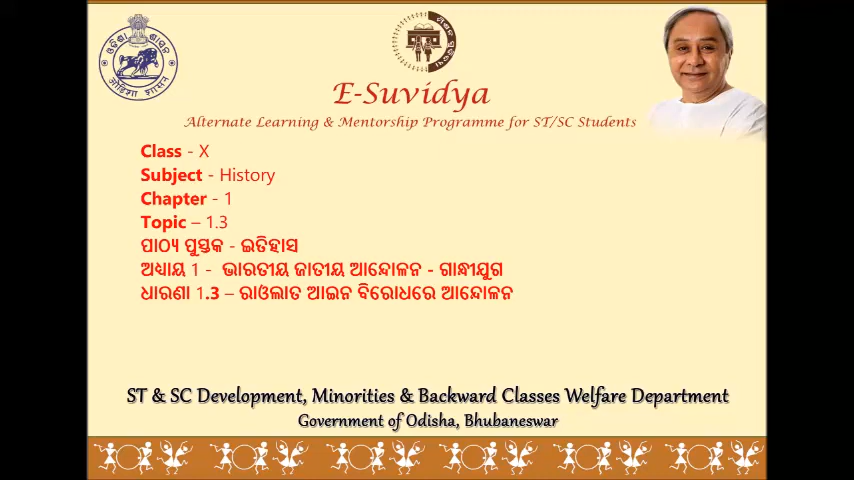 E-Suvidya
Alternate Learning & Mentorship Programme for ST/SC Students
Class - X
Subject - History
Chapter - 1
Topic – 1.3
ପାଠ୍ୟ ପୁସ୍ତକ - ଇତିହାସ
ଅଧ୍ୟାୟ 1 - ଭାରତୀୟ ଜାତୀୟ ଆନ୍ଦୋଳନ - ଗାନ୍ଧୀଯୁଗ
ଧାରଣା 1.3 – ରାଓଲାତ ଆଇନ ବିରୋଧରେ ଆନ୍ଦୋଳନ
ST & SC Development, Minorities & Backward Classes Welfare Department
Government of Odisha, Bhubaneswar